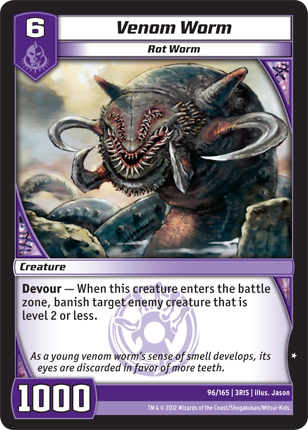 6
Venom Worm
Rot Worm
Creature
Devour — When this creature enters the battle
zone, banish target enemy creature that is
level 2 or less.
As a young venom worm's sense of smell develops, its
eyes are discarded in favor of more teeth.
1000
96/165 | 3RIS | illus. Jason
TM & © 2012 Wizards of the Coast/Shogakukan/Mitsui-Kids.